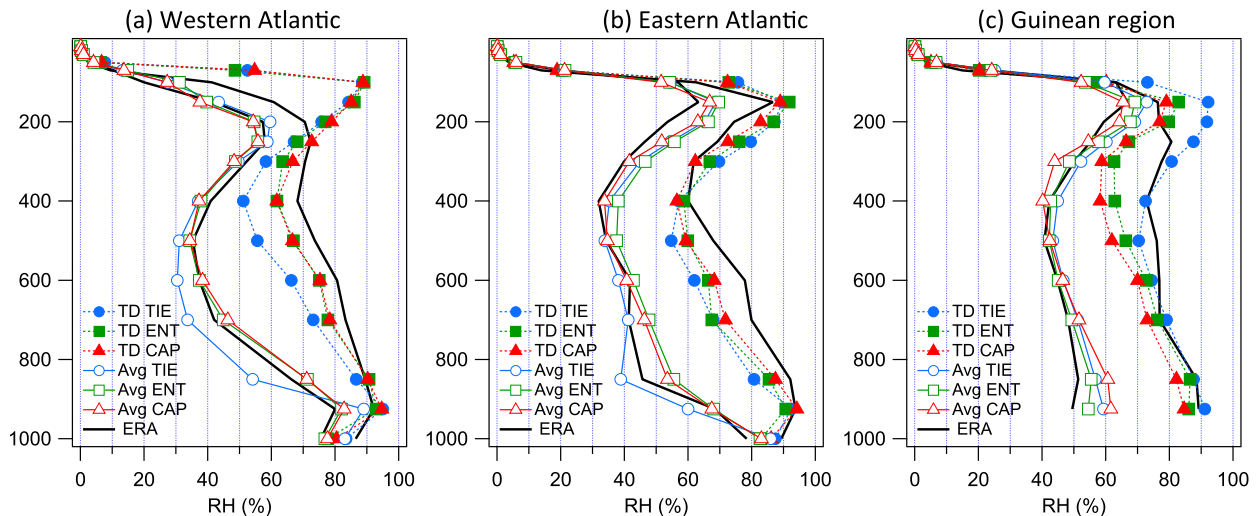 (a) Western Atlantic
(b) Eastern Atlantic
(c) Guinean region
200
400
600
800
1000
TD TIE
TD ENT
TD CAP
Avg TIE
Avg ENT
Avg CAP
ERA
0 20 40 60 80 100
RH (%)
200
400
600
800
1000
TD TIE
TD ENT
TD CAP
Avg TIE
Avg ENT
Avg CAP
ERA
0 20 40 60 80 100
RH (%)
200
400
600
800
1000
TD TIE
TD ENT
TD CAP
Avg TIE
Avg ENT
Avg CAP
ERA
0 20 40 60 80 100
RH (%)